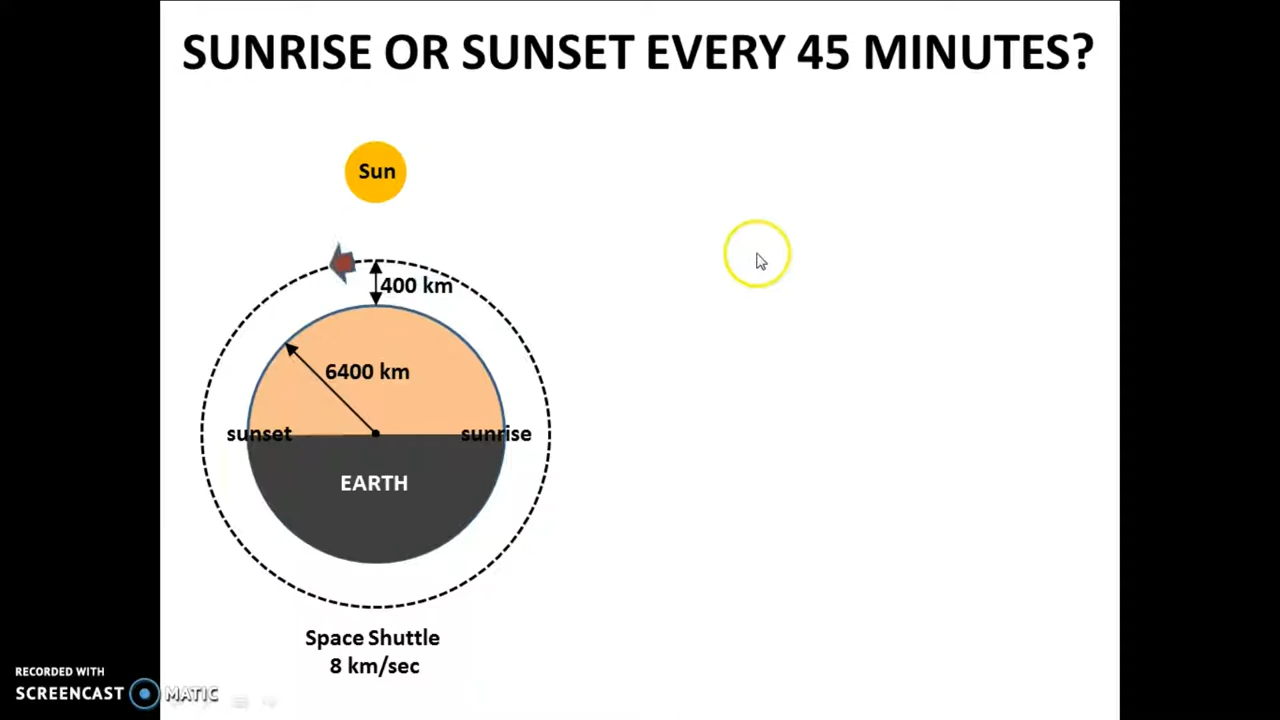 SUNRISE OR SUNSET EVERY 45 MINUTES?
Sun
400 km
6400 km
sunset
sunrise
EARTH
Space Shuttle
8 km/sec
RECORDED WITH
SCREENCAST MATIC